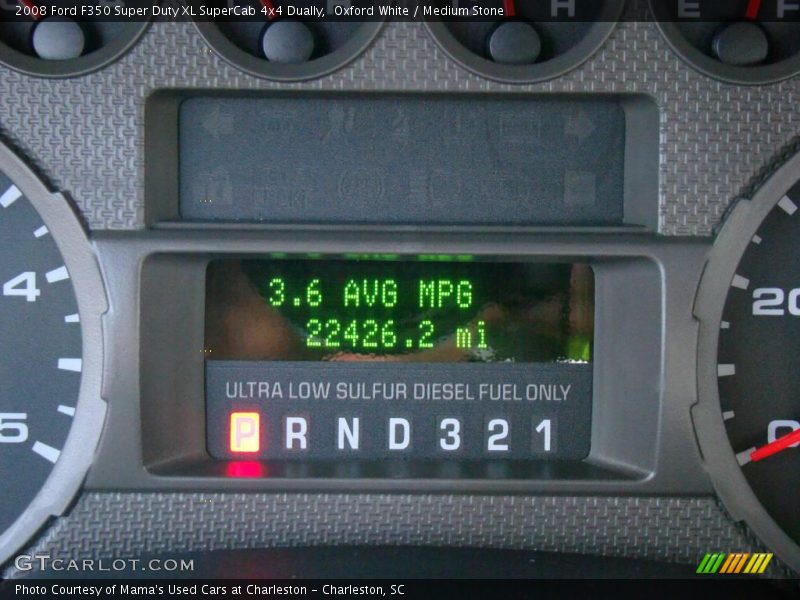 2008 Ford F350 Super Duty XL SuperCab 4x4 Dually, Oxford White / Medium Stone
H E F
4
5
3.6 AVG MPG
22426.2 mi
ULTRA LOW SULFUR DIESEL FUEL ONLY
P R N D 3 2 1
20
0
GTCARLOT.COM
Photo Courtesy of Mama's Used Cars at Charleston - Charleston, SC